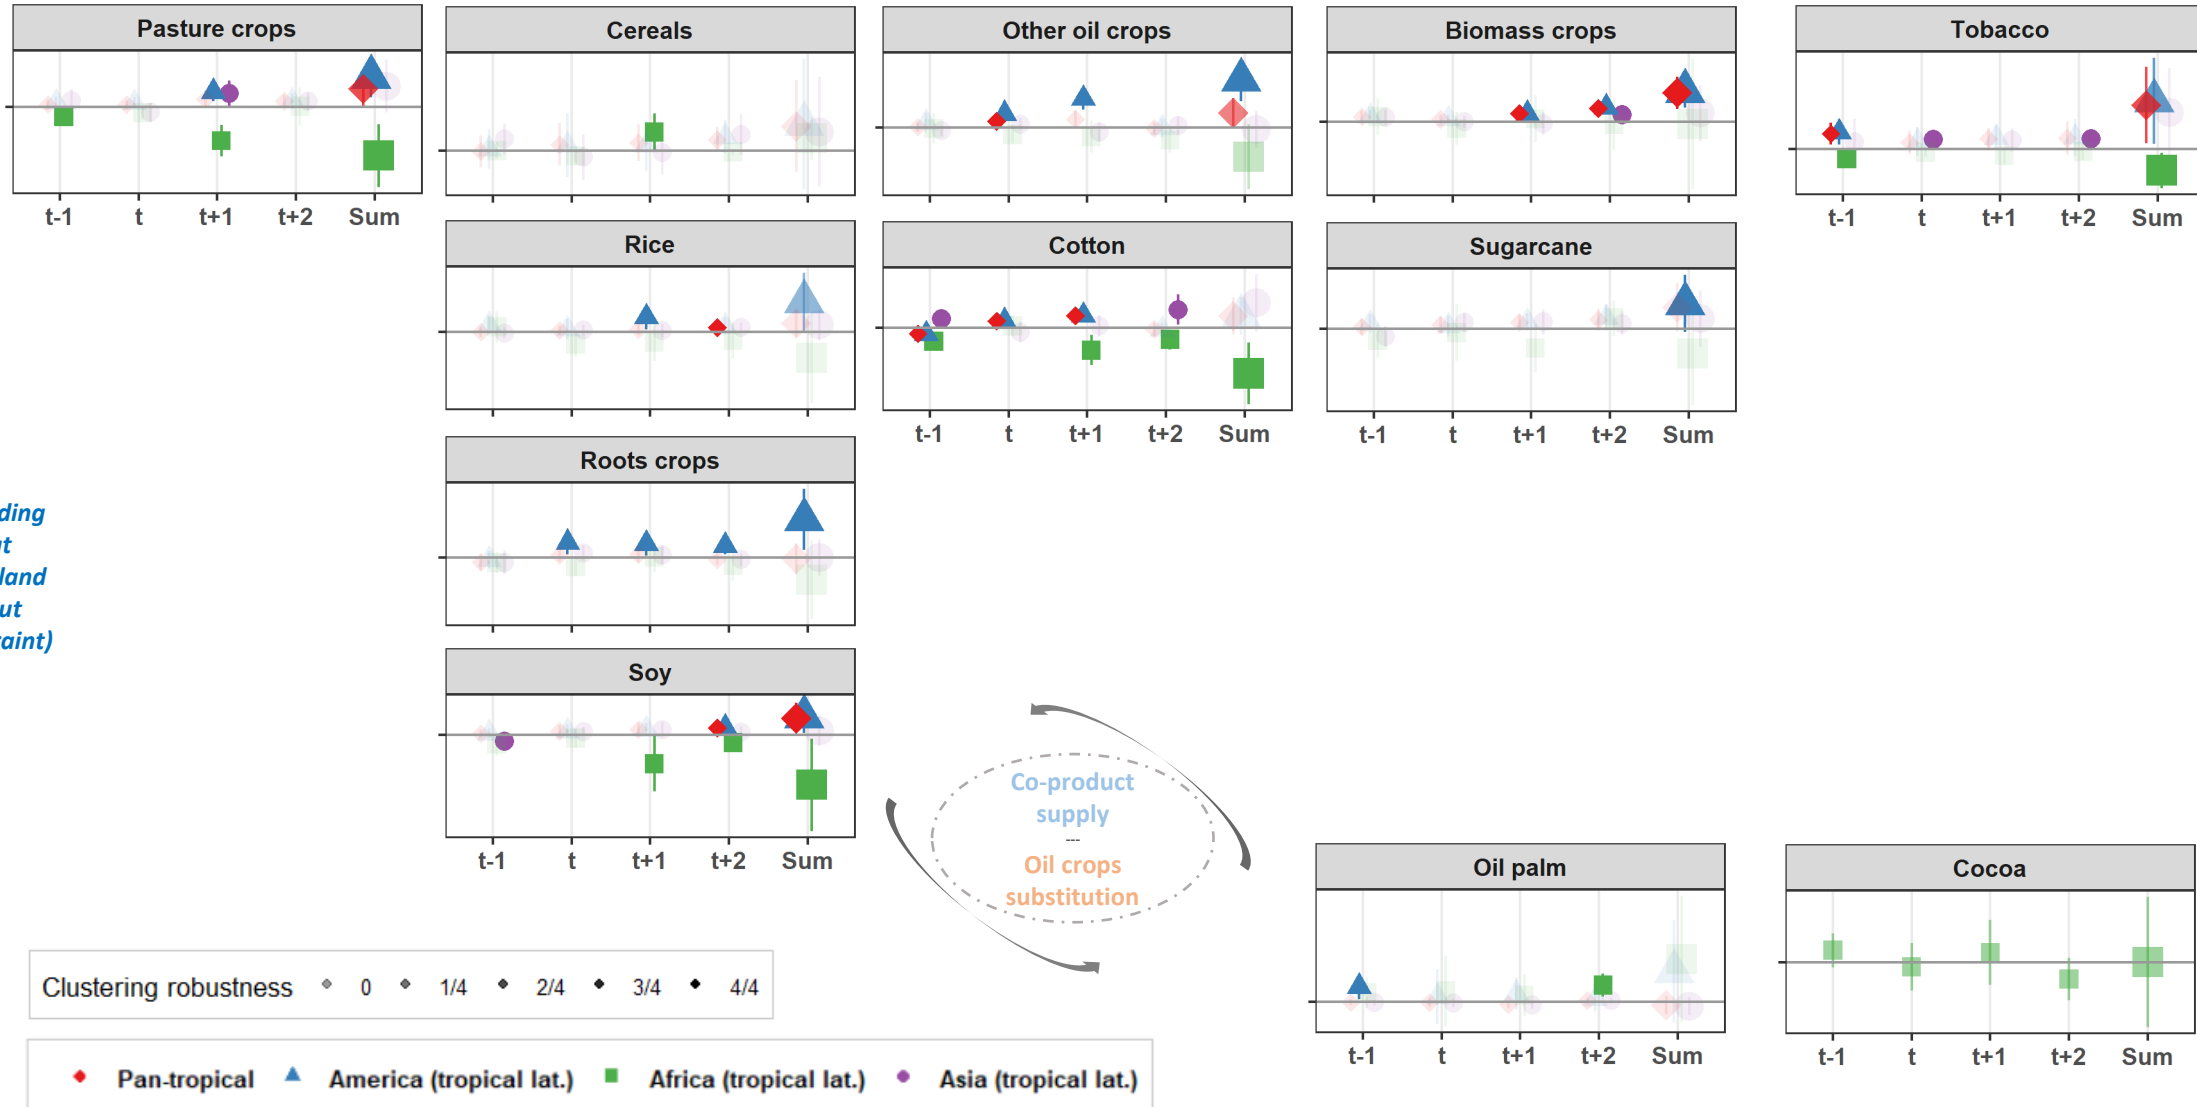 Pasture crops
Cereals
Other oil crops
Biomass crops
Tobacco
t-1 t t+1 t+2 Sum
t-1 t t+1 t+2 Sum
Rice
Cotton
Sugarcane
t-1 t t+1 t+2 Sum
t-1 t t+1 t+2 Sum
Roots crops
land
Soy
Co-product
supply
---
Oil crops
substitution
t-1 t t+1 t+2 Sum
Oil palm
Cocoa
t-1 t t+1 t+2 Sum
t-1 t t+1 t+2 Sum
Clustering robustness 0 1/4 2/4 3/4 4/4
Pan-tropical America (tropical lat.) Africa (tropical lat.) Asia (tropical lat.)